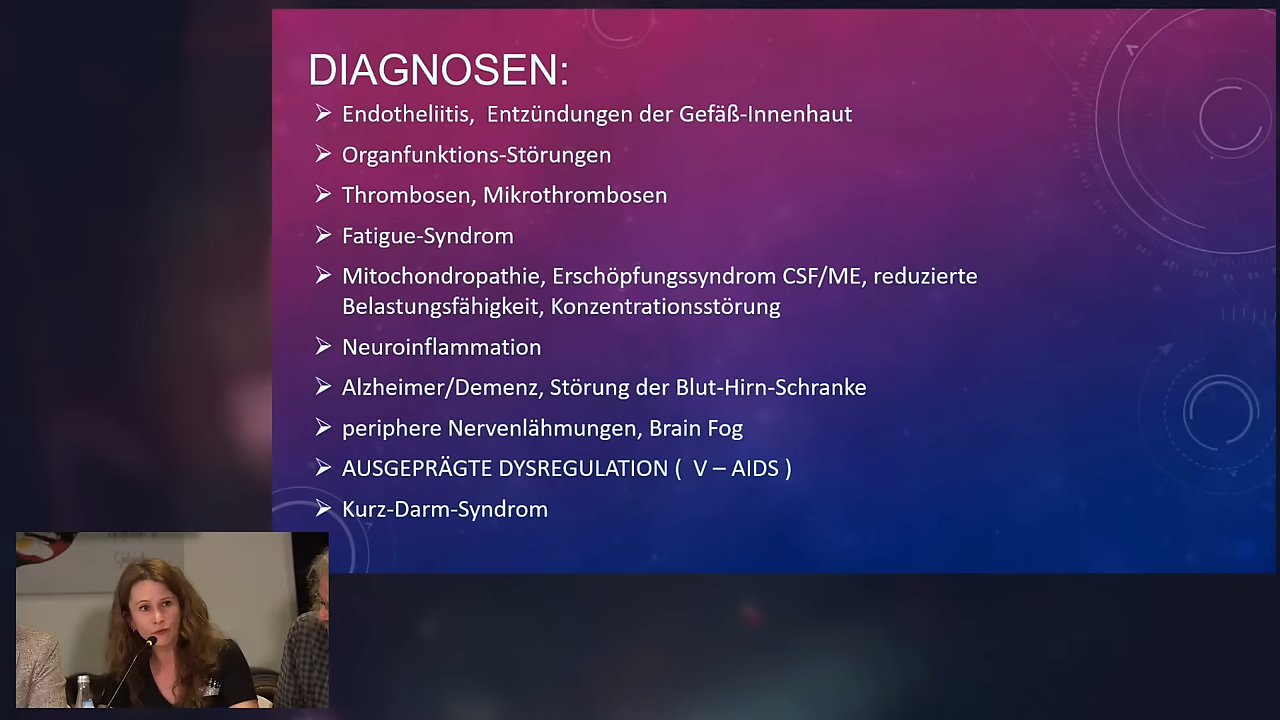 DIAGNOSEN:
Endotheliitis, Entzündungen der Gefäß-Innenhaut
Organfunktions-Störungen
Thrombosen, Mikrothrombosen
Fatigue-Syndrom
Mitochondropathie, Erschöpfungssyndrom CSF/ME, reduzierte
Belastungsfähigkeit, Konzentrationsstörung
Neuroinflammation
Alzheimer/Demenz, Störung der Blut-Hirn-Schranke
periphere Nervenlähmungen, Brain Fog
AUSGEPRÄGTE DYSREGULATION ( V – AIDS )
Kurz-Darm-Syndrom